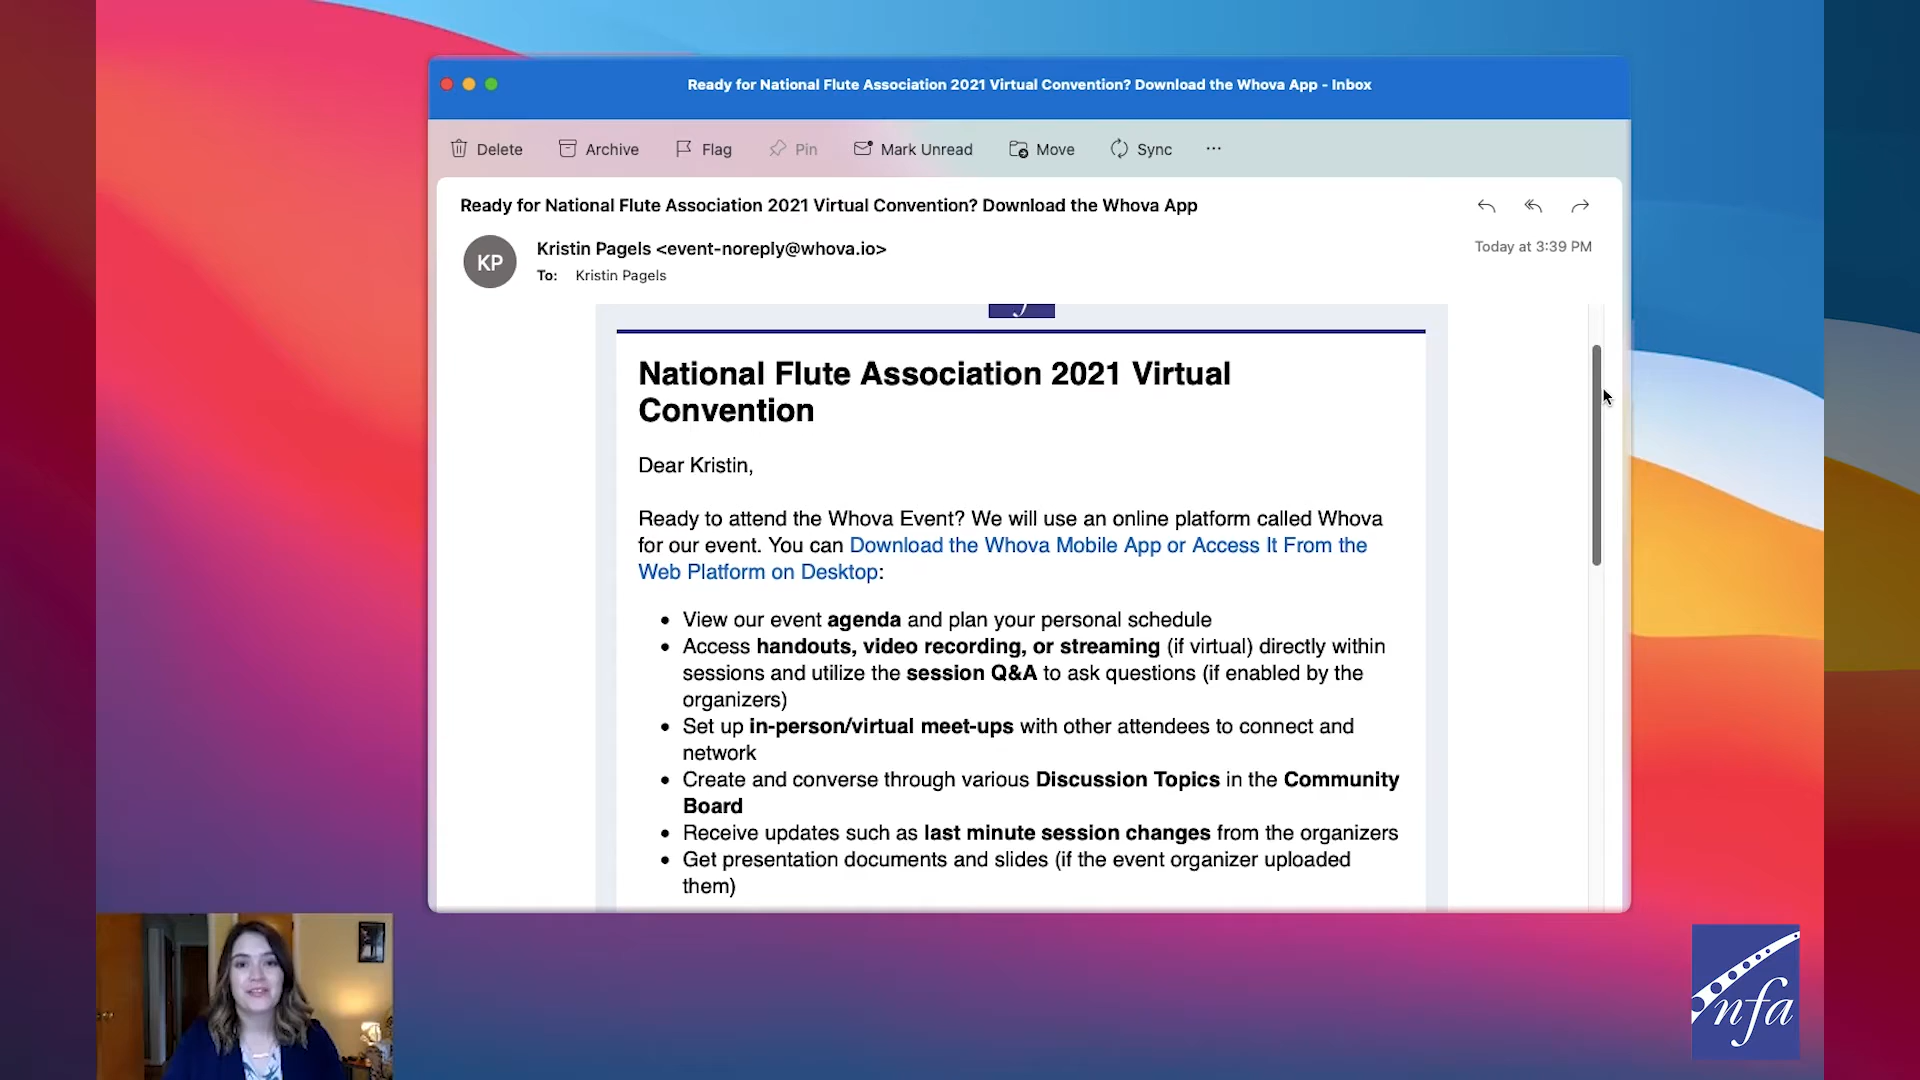 Ready for National Flute Association 2021 Virtual Convention? Download the Whova App - Inbox
Delete Archive Flag Pin Mark Unread Move Sync ...
Ready for National Flute Association 2021 Virtual Convention? Download the Whova App
KP
Kristin Pagels <event-noreply@whova.io>
Today at 3:39 PM
To: Kristin Pagels
National Flute Association 2021 Virtual
Convention
Dear Kristin,
Ready to attend the Whova Event? We will use an online platform called Whova
for our event. You can Download the Whova Mobile App or Access It From the
Web Platform on Desktop:
• View our event agenda and plan your personal schedule
• Access handouts, video recording, or streaming (if virtual) directly within
sessions and utilize the session Q&A to ask questions (if enabled by the
organizers)
• Set up in-person/virtual meet-ups with other attendees to connect and
network
• Create and converse through various Discussion Topics in the Community
Board
• Receive updates such as last minute session changes from the organizers
• Get presentation documents and slides (if the event organizer uploaded
them)
nfa